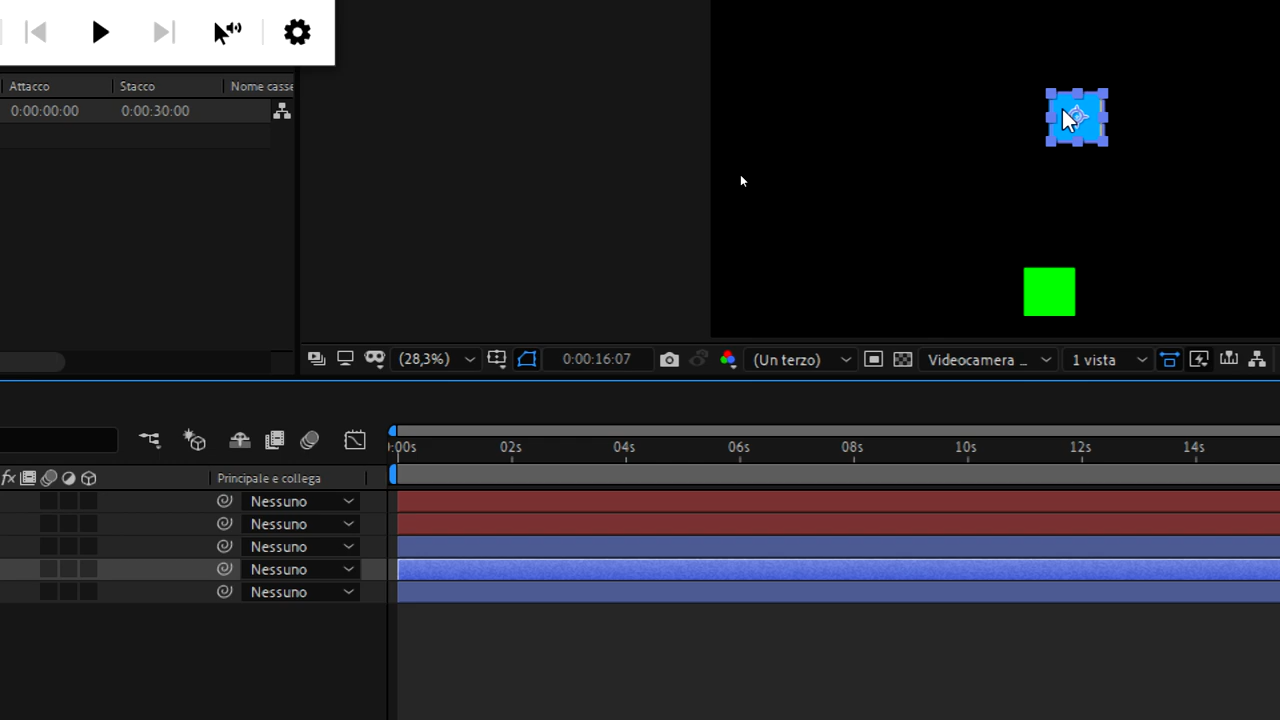 Attacco Stacco Nome casse
0:00:00:00 0:00:30:00
(28,3%) 0:00:16:07 (Un terzo) Videocamera ... 1 vista
:00s 02s 04s 06s 08s 10s 12s 14s
fx Principale e collega
Nessuno
Nessuno
Nessuno
Nessuno
Nessuno